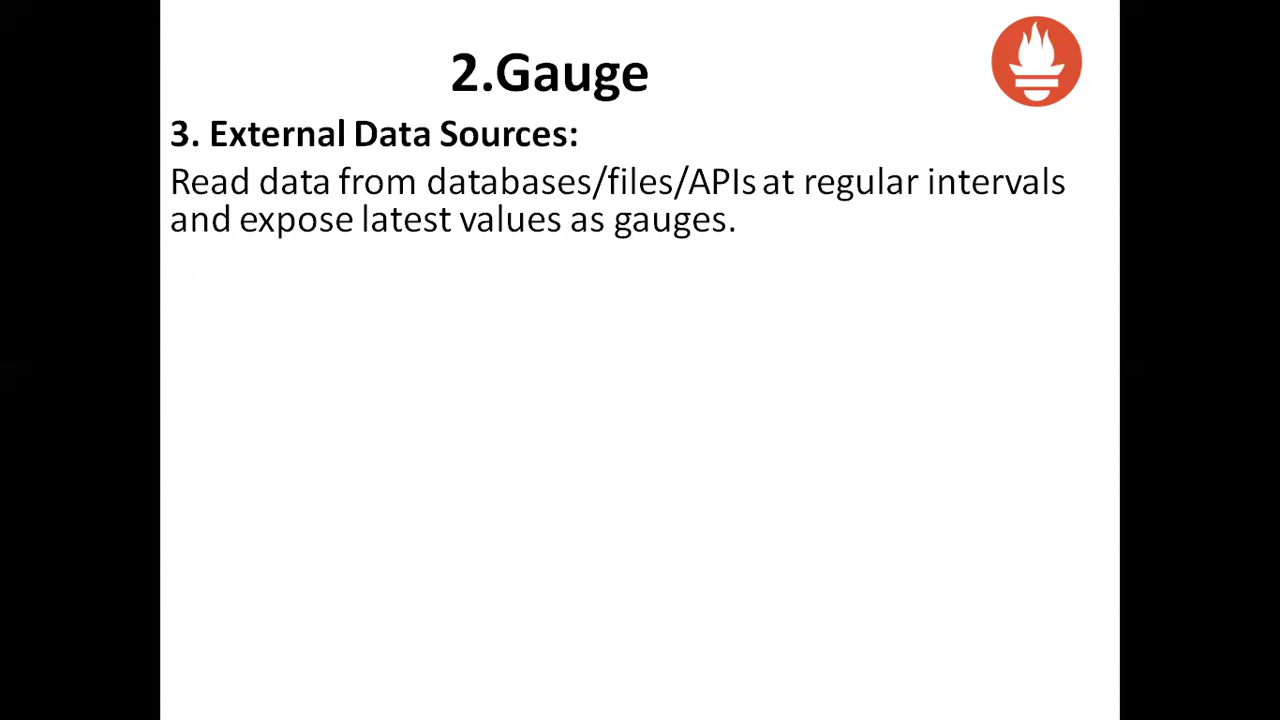 2.Gauge
3. External Data Sources:
Read data from databases/files/APIs at regular intervals
and expose latest values as gauges.